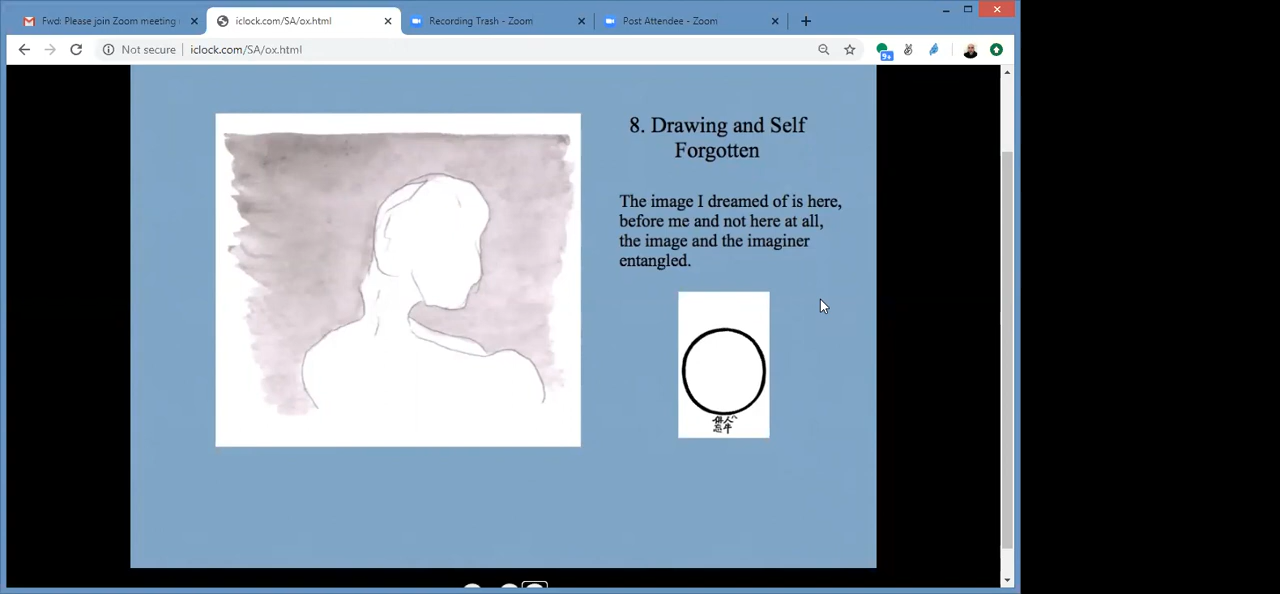 Fwd: Please join Zoom meeting
iclock.com/SA/ox.html
Recording Trash - Zoom
Post Attendee - Zoom
Not secure
iclock.com/SA/ox.html
9+
8. Drawing and Self
Forgotten
The image I dreamed of is here,
before me and not here at all,
the image and the imaginer
entangled.